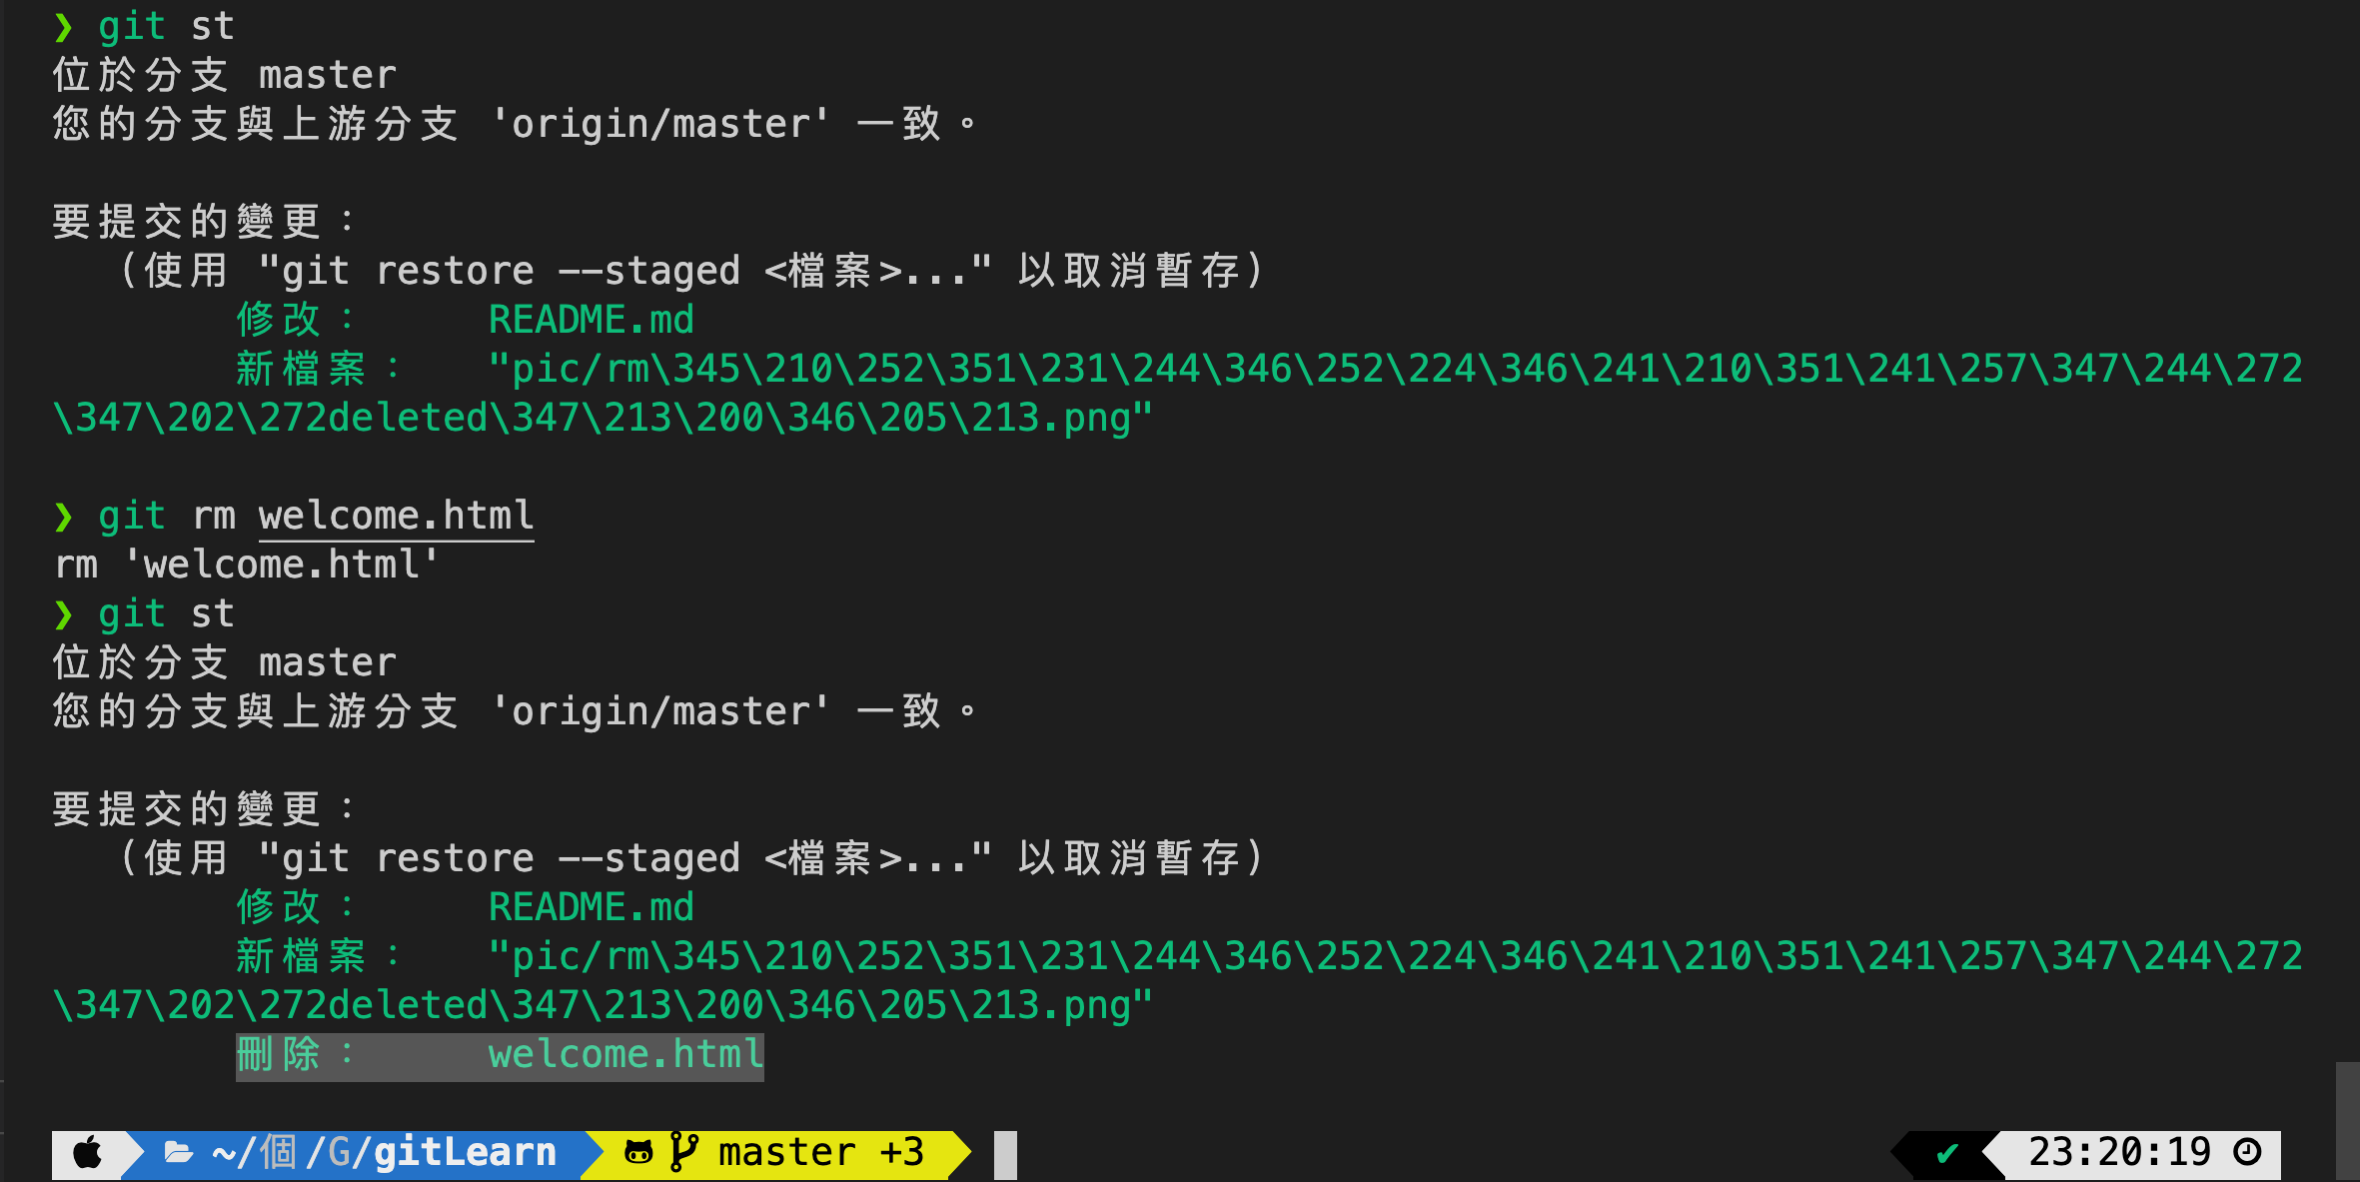 ❯ git st
位於分支 master
您的分支與上游分支 'origin/master' 一致。
要提交的變更：
（使用 "git restore --staged <檔案>..." 以取消暫存）
修改：     README.md
新檔案：   "pic/rm\345\210\252\351\231\244\346\252\224\346\241\210\351\241\257\347\244\272
\347\202\272deleted\347\213\200\346\205\213.png"
❯ git rm welcome.html
rm 'welcome.html'
❯ git st
位於分支 master
您的分支與上游分支 'origin/master' 一致。
要提交的變更：
（使用 "git restore --staged <檔案>..." 以取消暫存）
修改：     README.md
新檔案：   "pic/rm\345\210\252\351\231\244\346\252\224\346\241\210\351\241\257\347\244\272
\347\202\272deleted\347\213\200\346\205\213.png"
刪除：     welcome.html
~/個/G/gitLearn master +3 ✔ 23:20:19